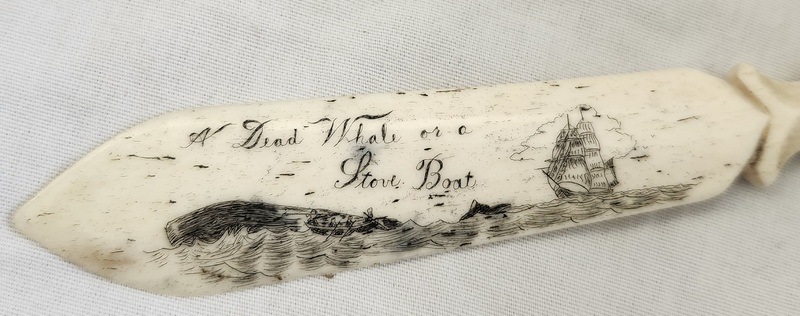 A Dead Whale or a
Stove Boat